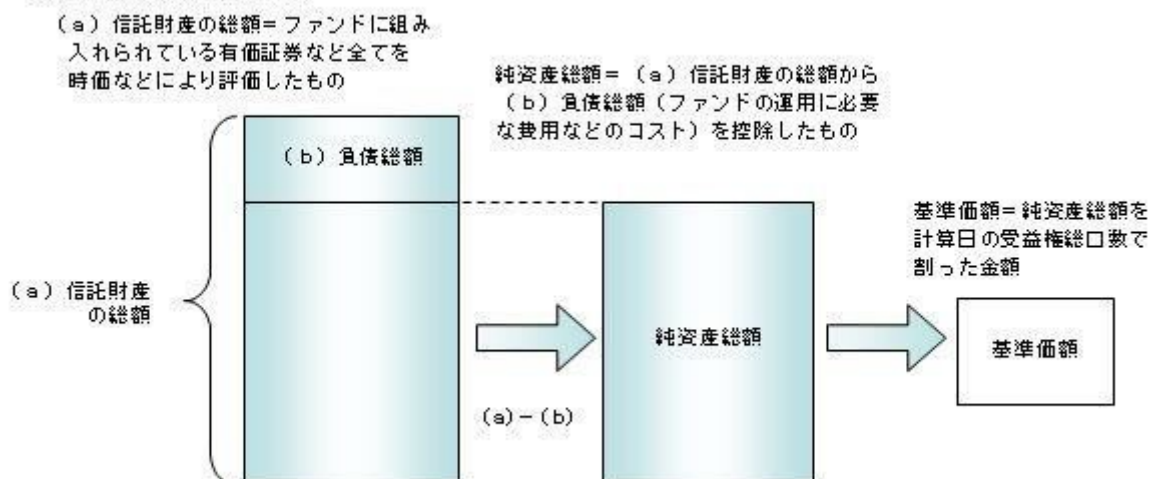 (a)信託財産の総額=ファンドに組み
入れられている有価証券など全てを
時価などにより評価したもの
純資産総額=(a)信託財産の総額から
(b)負債総額(ファンドの運用に必要
な費用などのコスト)を控除したもの
(b)負債総額
基準価額=純資産総額を
計算日の受益権総口数で
割った金額
(a)信託財産
の総額
純資産総額
基準価額
(a)-(b)